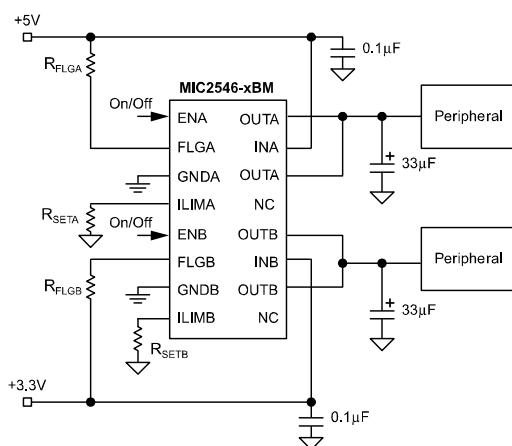 +5V
0.1μF
RFLGA
MIC2546-xBM
On/Off
ENA OUTA
Peripheral
FLGA INA
33μF
GNDA OUTA
RSETA
ILIMA NC
On/Off
ENB OUTB
Peripheral
FLGB INB
RFLGB
GNDB OUTB
33μF
ILIMB NC
RSETB
+3.3V
0.1μF